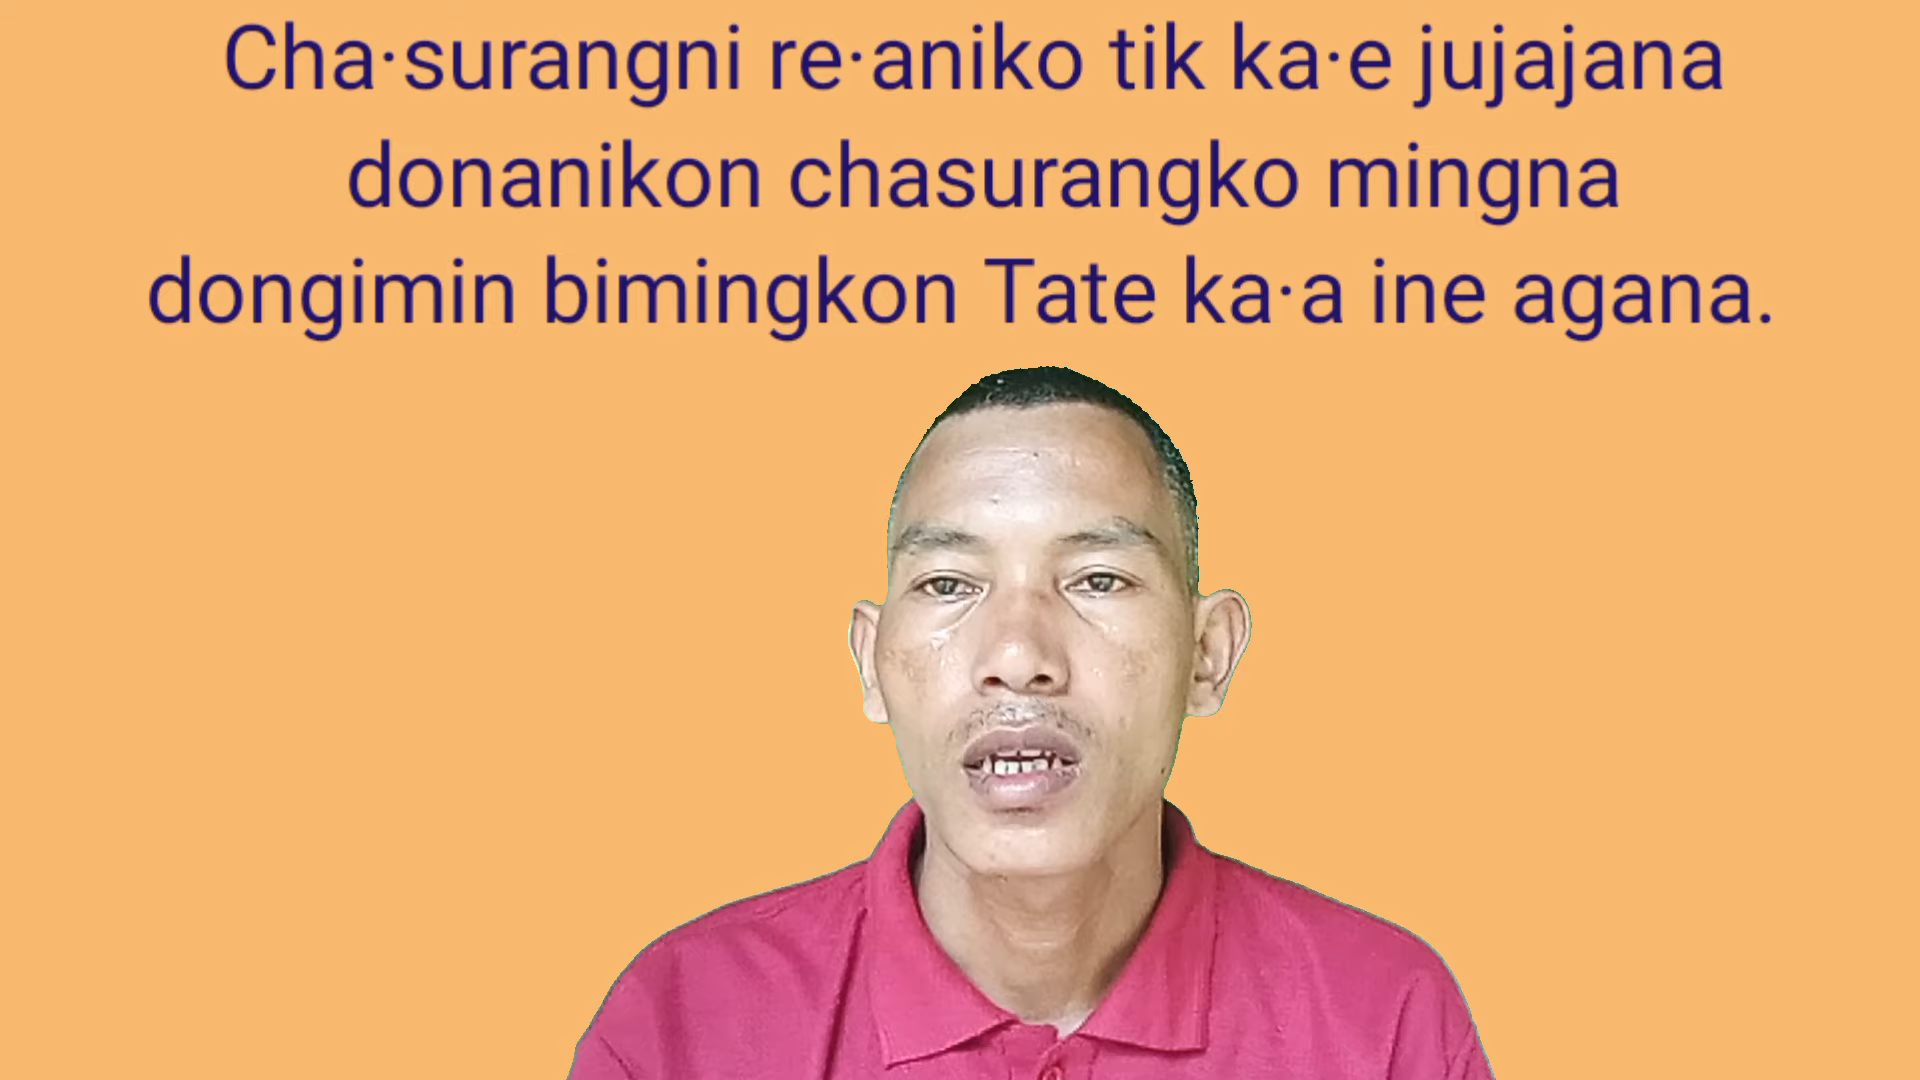 Cha·surangni re·aniko tik ka·e jujajana
donanikon chasurangko mingna
dongimin bimingkon Tate ka·a ine agana.